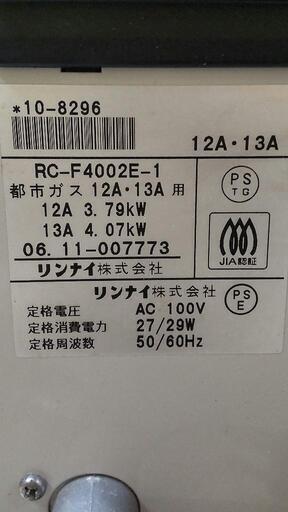 *10-8296
12A・13A
RC-F4002E-1
都市ガス 12A・13A 用
12A 3.79kW
13A 4.07kW
06.11-007773
リンナイ株式会社
PS
TG
JIA認証
リンナイ株式会社
PS
E
定格電圧 AC 100V
定格消費電力 27/29W
定格周波数 50/60Hz